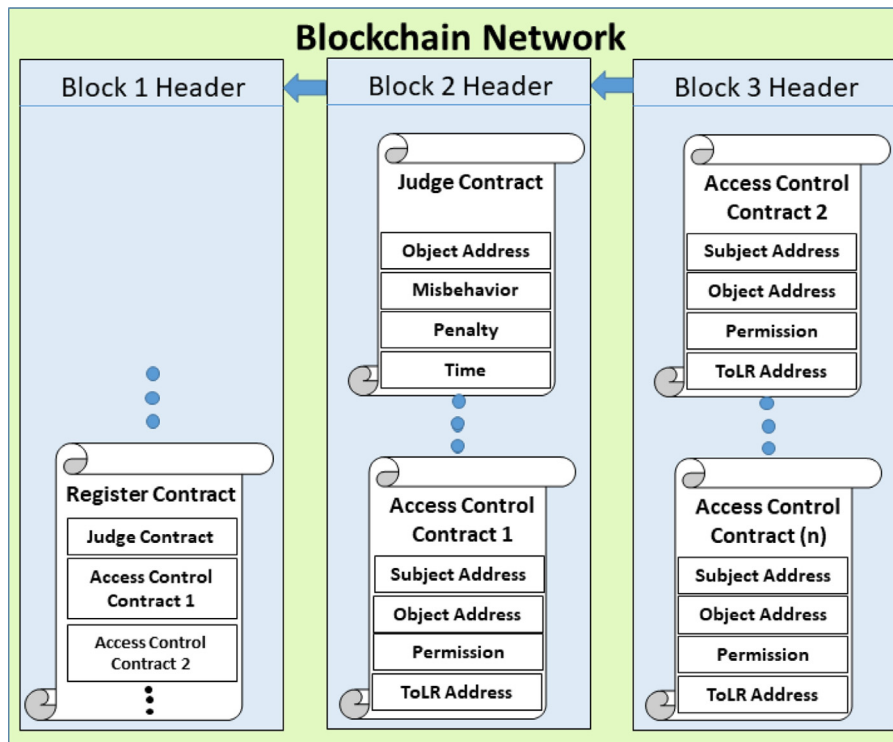 Blockchain Network
Block 1 Header
Register Contract
Judge Contract
Access Control
Contract 1
Access Control
Contract 2
Block 2 Header
Judge Contract
Object Address
Misbehavior
Penalty
Time
Access Control
Contract 1
Subject Address
Object Address
Permission
ToLR Address
Block 3 Header
Access Control
Contract 2
Subject Address
Object Address
Permission
ToLR Address
Access Control
Contract (n)
Subject Address
Object Address
Permission
ToLR Address